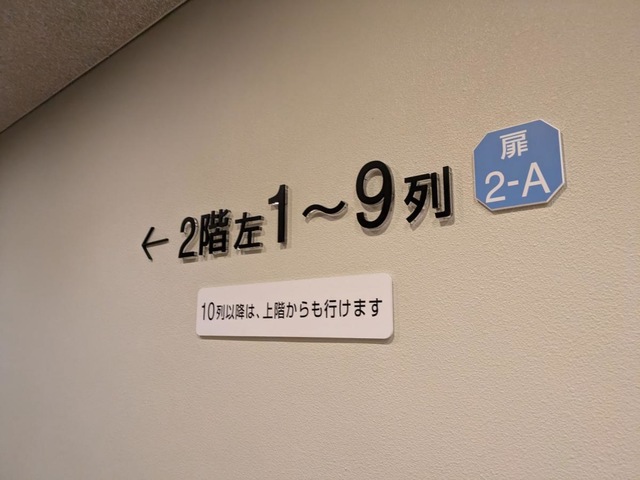 ← 2階左1～9列
扉
2-A
10列以降は、上階からも行けます